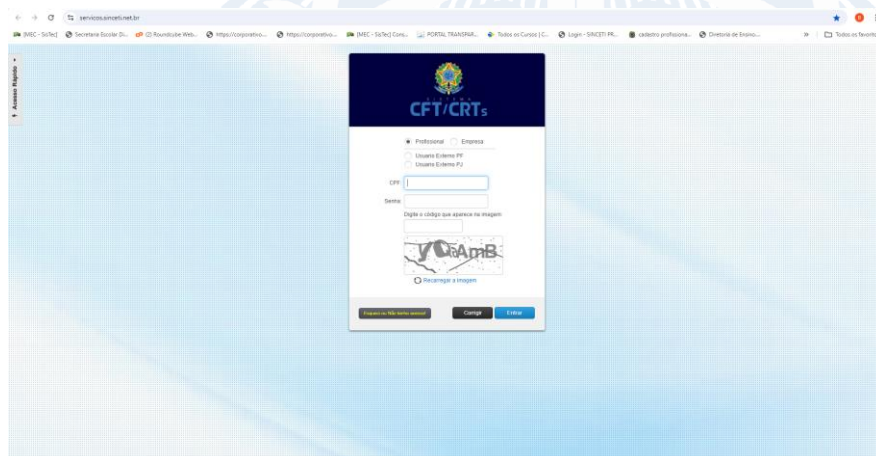 servicos.sinceti.net.br
[MEC - SisTec]
Secretaria Escolar Di...
(2) Roundcube Web...
https://corporativo...
https://corporativo...
[MEC - SisTec] Cons...
PORTAL TRANSPAR...
Todos os Cursos | C...
Login - SINCETI PR...
cadastro profissiona...
Diretoria de Ensino...
»
Todos os favoritos
Acesso Rápido
SISTEMA
CFT/CRTs
Profissional
Empresa
Usuario Externo PF
Usuario Externo PJ
CPF:
Senha:
Digite o código que aparece na imagem:
Recarregar a imagem
Corrigir
Entrar